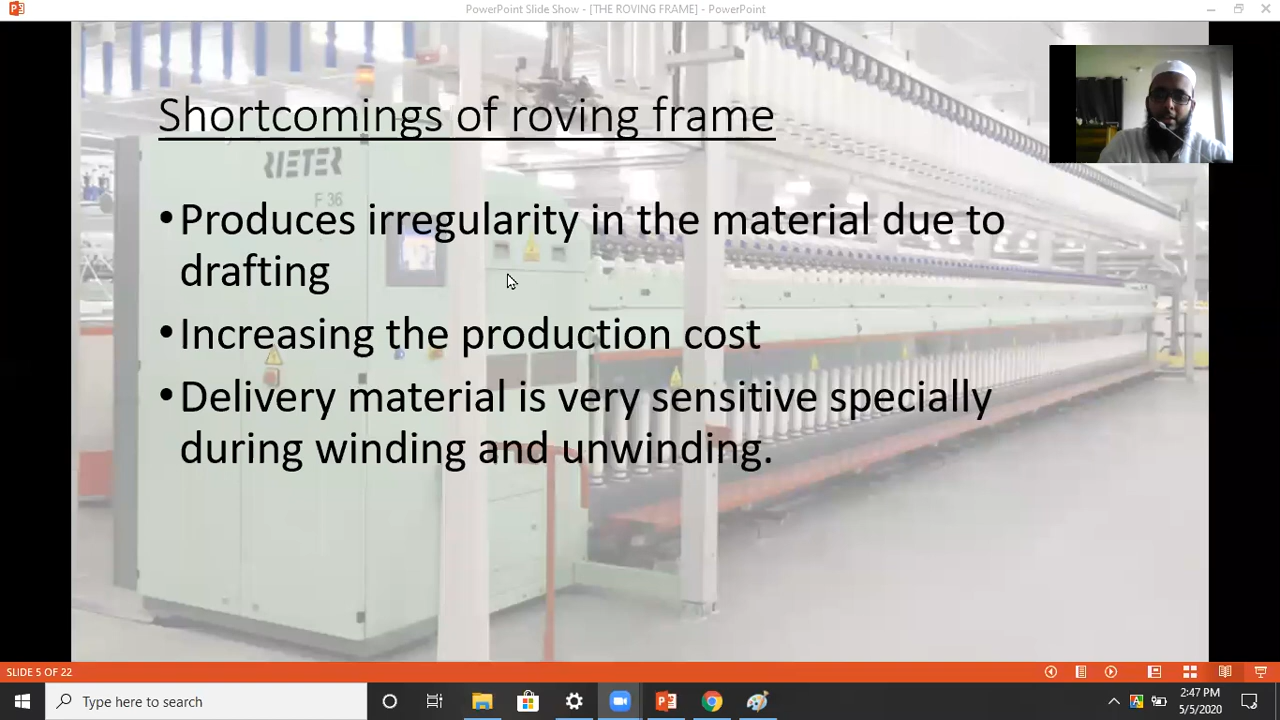 PowerPoint Slide Show - [THE ROVING FRAME] - PowerPoint
Shortcomings of roving frame
RIETER
F 36
•Produces irregularity in the material due to
drafting
•Increasing the production cost
•Delivery material is very sensitive specially
during winding and unwinding.
SLIDE 5 OF 22
Type here to search
2:47 PM
5/5/2020